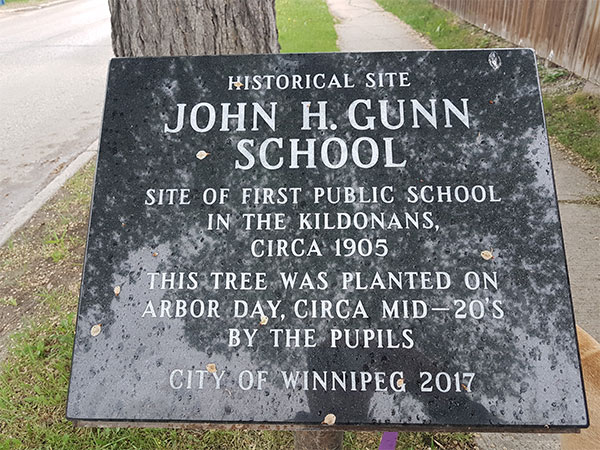 HISTORICAL SITE
JOHN H. GUNN
SCHOOL
SITE OF FIRST PUBLIC SCHOOL
IN THE KILDONANS,
CIRCA 1905
THIS TREE WAS PLANTED ON
ARBOR DAY, CIRCA MID-20'S
BY THE PUPILS
CITY OF WINNIPEG 2017